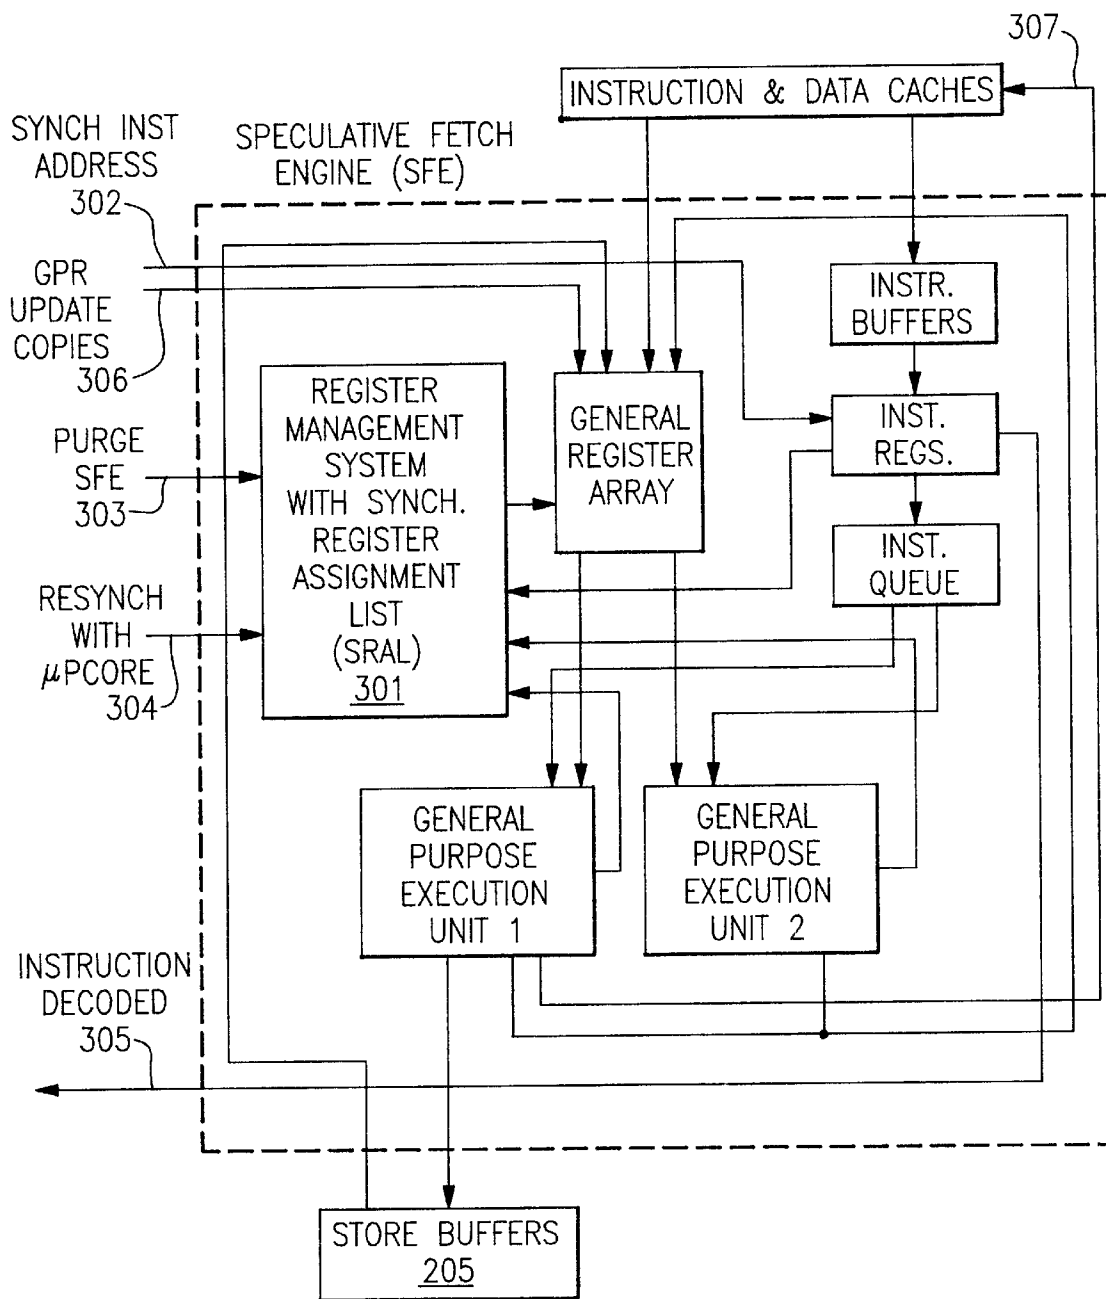 307
INSTRUCTION & DATA CACHES
SYNCH INST
ADDRESS
302
SPECULATIVE FETCH
ENGINE (SFE)
GPR
UPDATE
COPIES
306
INSTR.
BUFFERS
REGISTER
MANAGEMENT
SYSTEM
WITH SYNCH.
REGISTER
ASSIGNMENT
LIST
(SRAL)
301
GENERAL
REGISTER
ARRAY
INST.
REGS.
PURGE
SFE
303
INST.
QUEUE
RESYNCH
WITH
μPCORE
304
GENERAL
PURPOSE
EXECUTION
UNIT 1
GENERAL
PURPOSE
EXECUTION
UNIT 2
INSTRUCTION
DECODED
305
STORE BUFFERS
205